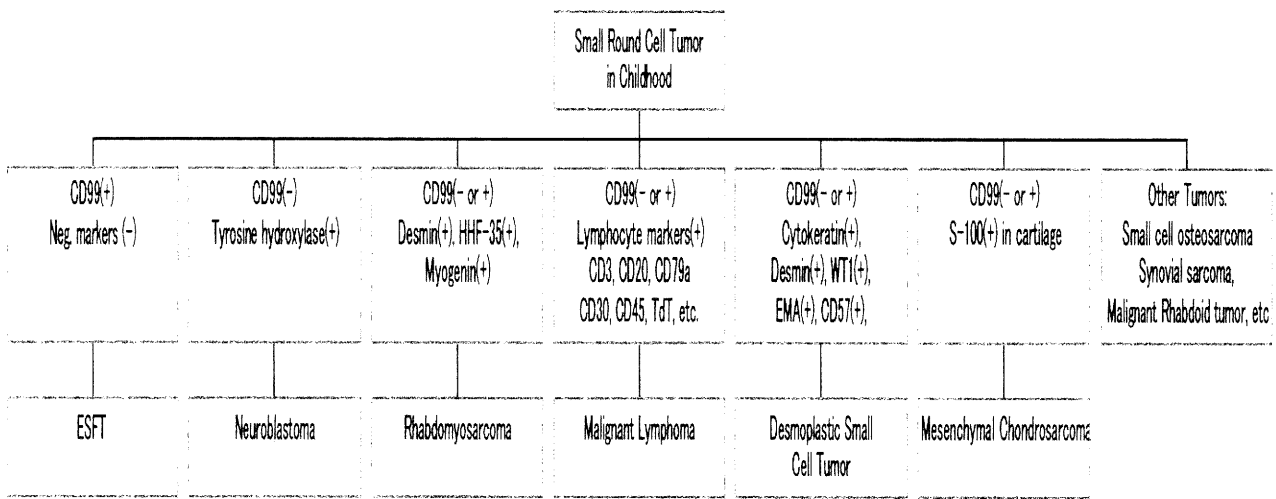 Small Round Cell Tumor
in Childhood
CD99(+)
Neg. markers (-)
CD99(-)
Tyrosine hydroxylase(+)
CD99(- or +)
Desmin(+), HHF-35(+),
Myogenin(+)
CD99(- or +)
Lymphocyte markers(+)
CD3, CD20, CD79a
CD30, CD45, TdT, etc.
CD99(- or +)
Cytokeratin(+),
Desmin(+), WT1(+),
EMA(+), CD57(+),
CD99(- or +)
S-100(+) in cartilage
Other Tumors:
Small cell osteosarcoma
Synovial sarcoma,
Malignant Rhabdoid tumor, etc
ESFT
Neuroblastoma
Rhabdomyosarcoma
Malignant Lymphoma
Desmoplastic Small
Cell Tumor
Mesenchymal Chondrosarcoma